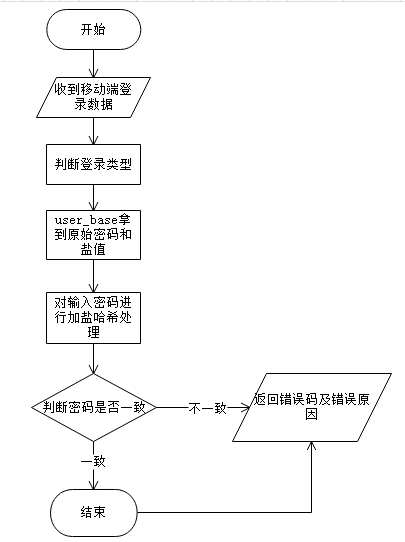 开始
收到移动端登
录数据
判断登录类型
user_base拿
到原始密码和
盐值
对输入密码进
行加盐哈希处
理
判断密码是否一致
不一致
返回错误码及错误原
因
一致
结束